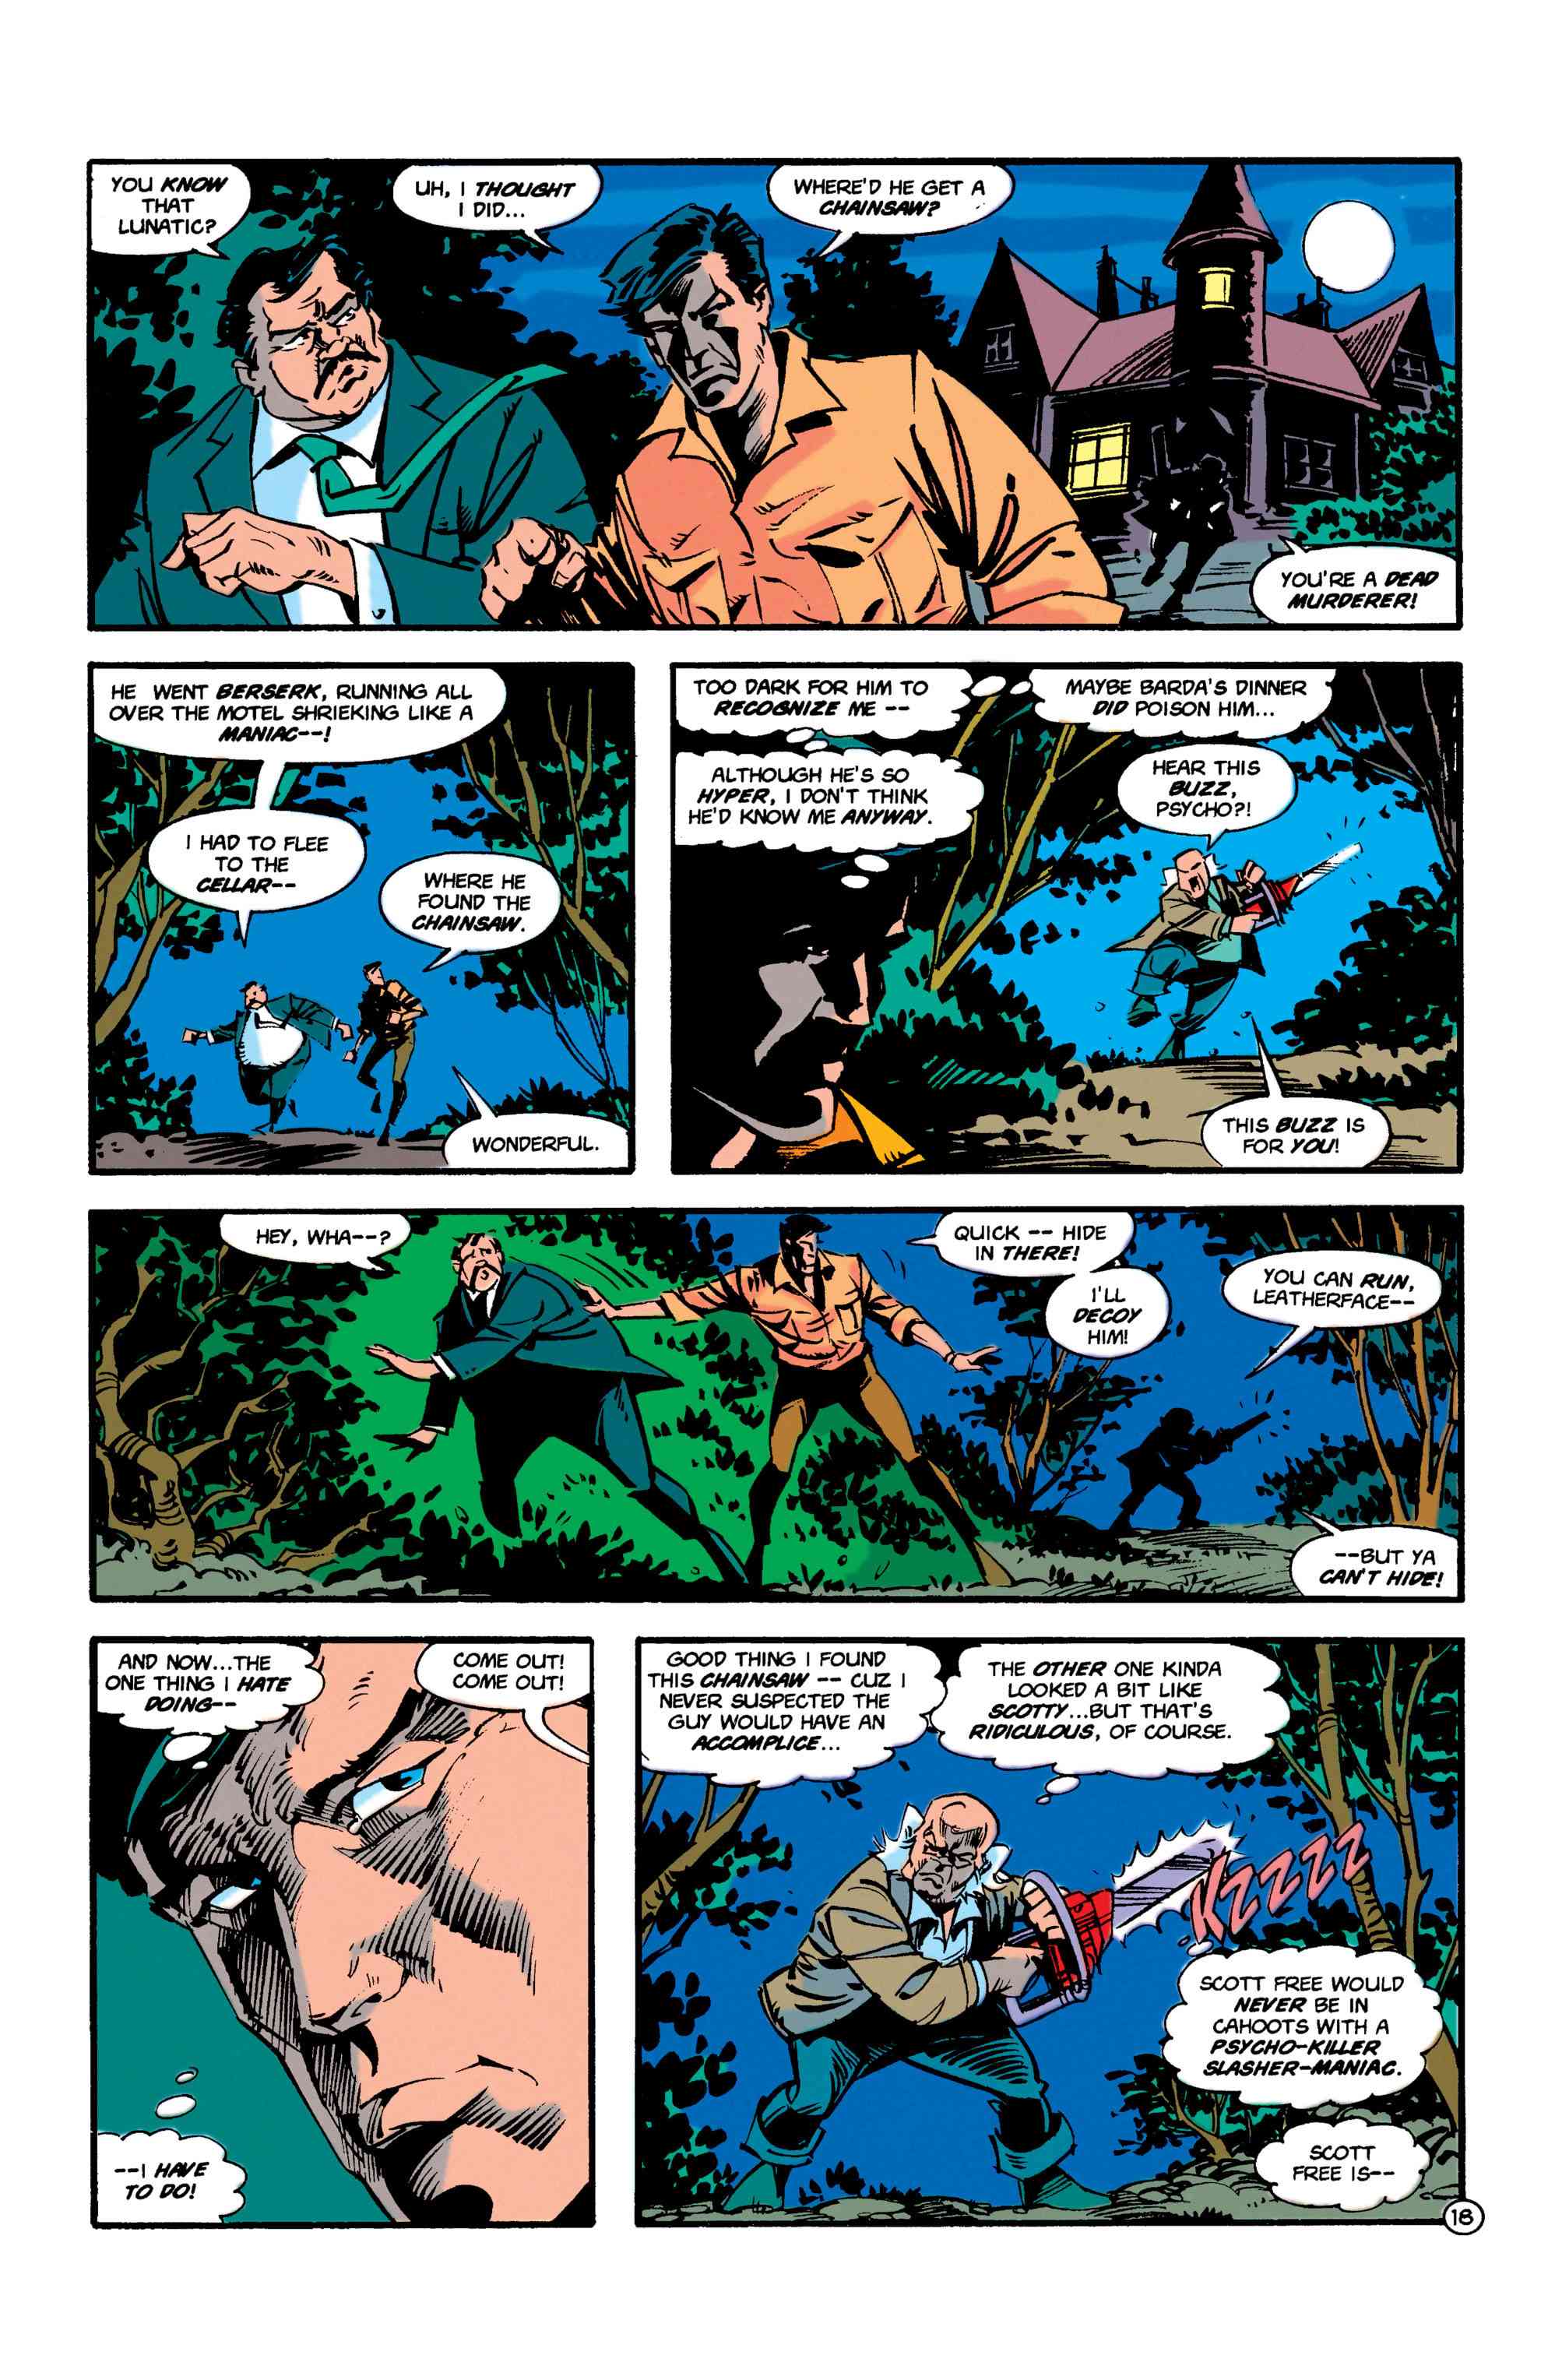 YOU KNOW
THAT
LUNATIC?
UH, I THOUGHT
I DID...
WHERE'D HE GET A
CHAINSAW?
YOU'RE A DEAD
MURDERER!
HE WENT BERSERK, RUNNING ALL
OVER THE MOTEL SHRIEKING LIKE A
MANIAC--!
I HAD TO FLEE
TO THE
CELLAR--
WHERE HE
FOUND THE
CHAINSAW.
WONDERFUL.
TOO DARK FOR HIM TO
RECOGNIZE ME --
ALTHOUGH HE'S SO
HYPER, I DON'T THINK
HE'D KNOW ME ANYWAY.
MAYBE BARDA'S DINNER
DID POISON HIM...
HEAR THIS
BUZZ,
PSYCHO?!
THIS BUZZ IS
FOR YOU!
HEY, WHA--?
QUICK -- HIDE
IN THERE!
I'LL
DECOY
HIM!
YOU CAN RUN,
LEATHERFACE--
--BUT YA
CAN'T HIDE!
AND NOW...THE
ONE THING I HATE
DOING--
COME OUT!
COME OUT!
--I HAVE
TO DO!
GOOD THING I FOUND
THIS CHAINSAW -- CUZ I
NEVER SUSPECTED THE
GUY WOULD HAVE AN
ACCOMPLICE...
THE OTHER ONE KINDA
LOOKED A BIT LIKE
SCOTTY...BUT THAT'S
RIDICULOUS, OF COURSE.
KZZZZZ
SCOTT FREE WOULD
NEVER BE IN
CAHOOTS WITH A
PSYCHO-KILLER
SLASHER-MANIAC.
SCOTT
FREE IS--
18